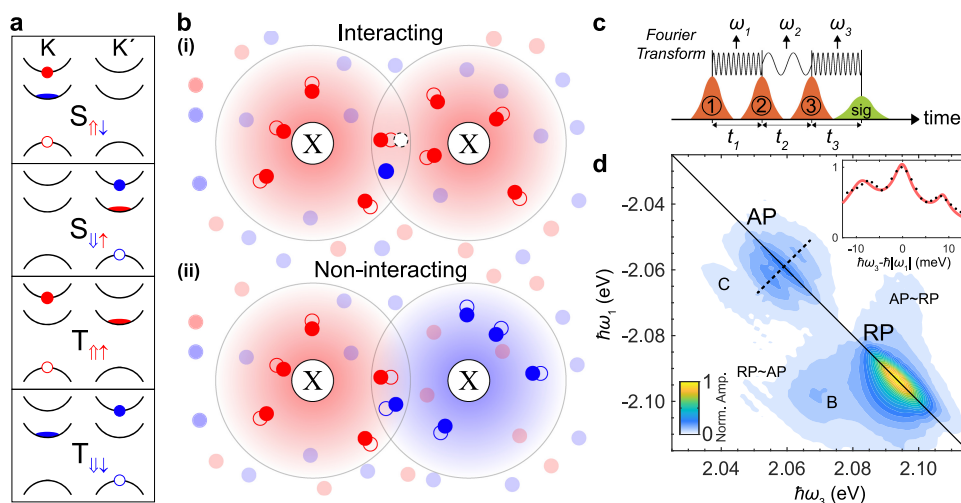 a
K K′
S⇑↓
S⇓↑
T⇑↑
T⇓↓
b
(i) Interacting
X X
(ii) Non-interacting
X X
c
ω1 ω2 ω3
Fourier
Transform
1 2 3 sig
time
t1 t2 t3
d
ħω1 (eV)
-2.04
-2.06
-2.08
-2.10
AP
C
RP
AP~RP
RP~AP
B
1
0
Norm. Amp.
2.04 2.06 2.08 2.10
ħω3 (eV)
1
0
-10 0 10
ħω3-ħ|ω1| (meV)